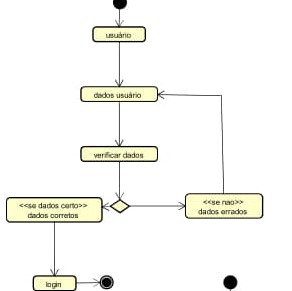 usuário
dados usuário
verificar dados
<<se dados certo>>
dados corretos
<<se nao>>
dados errados
login